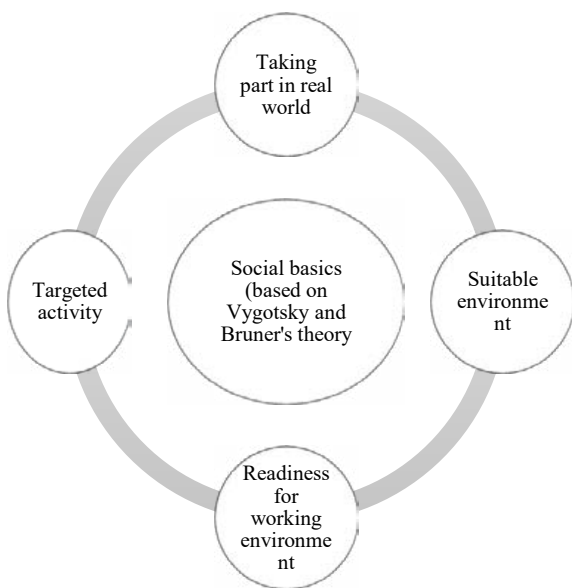 Taking
part in real
world
Targeted
activity
Social basics
(based on
Vygotsky and
Bruner's theory
Suitable
environme
nt
Readiness
for
working
environme
nt